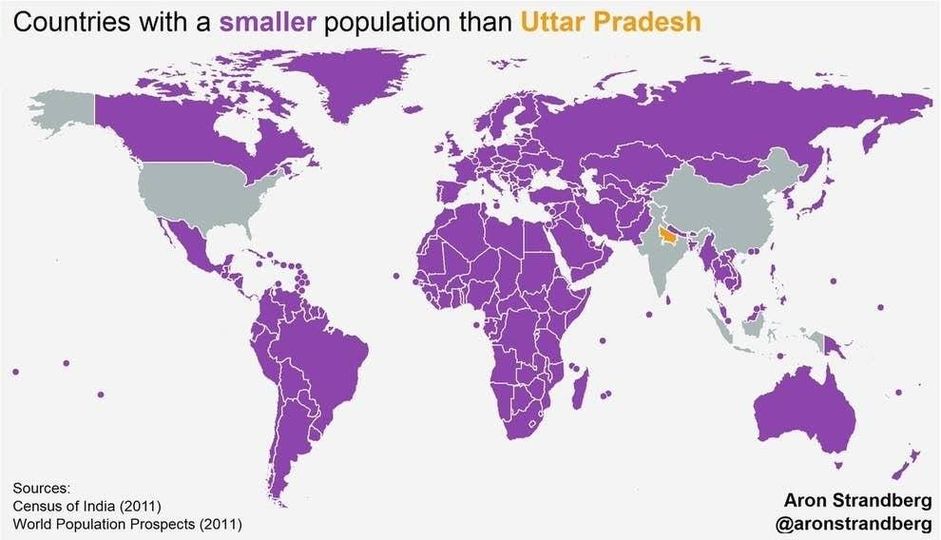 Countries with a smaller population than Uttar Pradesh
Sources:
Census of India (2011)
World Population Prospects (2011)
Aron Strandberg
@aronstrandberg